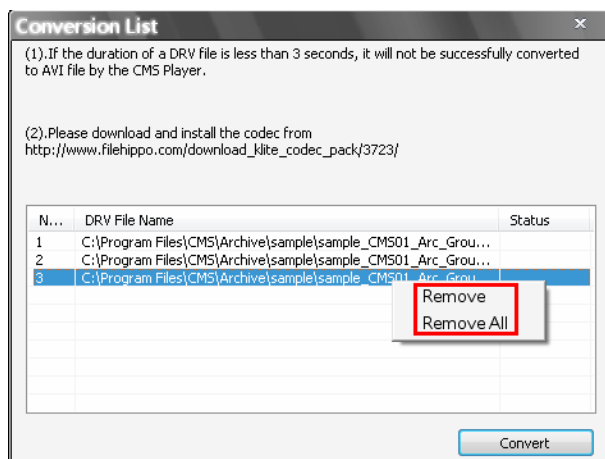 Conversion List
(1).If the duration of a DRV file is less than 3 seconds, it will not be successfully converted
to AVI file by the CMS Player.
(2).Please download and install the codec from
http://www.filehippo.com/download_klite_codec_pack/3723/
N... DRV File Name Status
1 C:\Program Files\CMS\Archive\sample\sample_CMS01_Arc_Grou...
2 C:\Program Files\CMS\Archive\sample\sample_CMS01_Arc_Grou...
3 C:\Program Files\CMS\Archive\sample\sample_CMS01_Arc_Grou...
Remove
Remove All
Convert